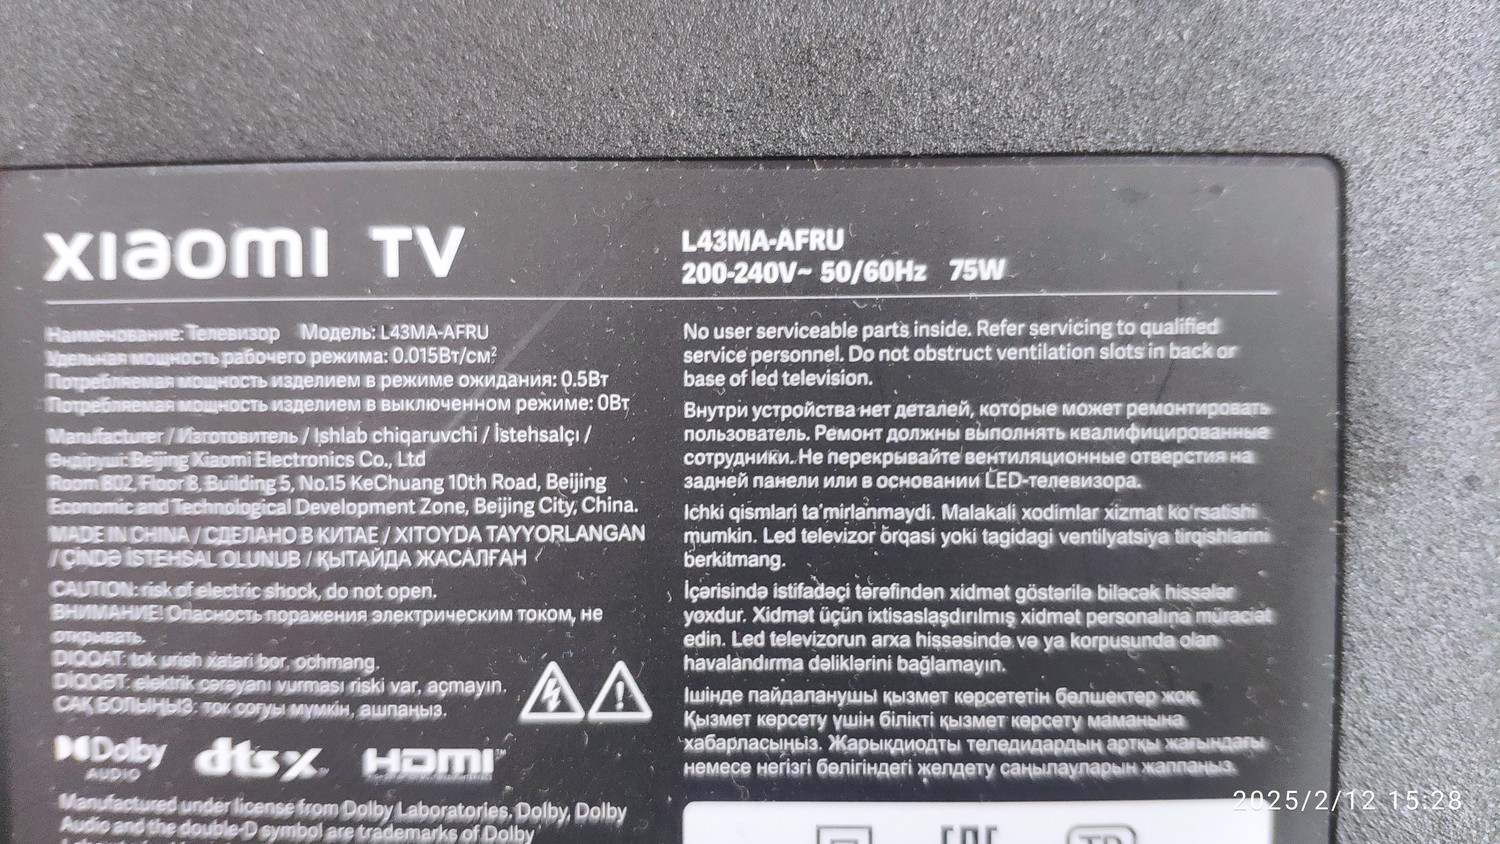 xiaomi TV
L43MA-AFRU
200-240V~ 50/60Hz 75W
Наименование: Телевизор Модель: L43MA-AFRU
Удельная мощность рабочего режима: 0.015Вт/см²
Потребляемая мощность изделием в режиме ожидания: 0.5Вт
Потребляемая мощность изделием в выключенном режиме: 0Вт
Manufacturer / Изготовитель / Ishlab chiqaruvchi / İstehsalçı /
Өндіруші: Beijing Xiaomi Electronics Co., Ltd
Room 802, Floor 8, Building 5, No.15 KeChuang 10th Road, Beijing
Economic and Technological Development Zone, Beijing City, China.
MADE IN CHINA / СДЕЛАНО В КИТАЕ / XITOYDA TAYYORLANGAN
/ ÇİNDƏ İSTEHSAL OLUNUB / ҚЫТАЙДА ЖАСАЛҒАН
CAUTION: risk of electric shock, do not open.
ВНИМАНИЕ! Опасность поражения электрическим током, не
открывать.
DIQQAT: tok urish xatari bor, ochmang.
DİQQƏT: elektrik cərəyanı vurması riski var, açmayın.
САҚ БОЛЫҢЫЗ: ток соғуы мүмкін, ашпаңыз.
Dolby
AUDIO
dts x
HDMI™
Manufactured under license from Dolby Laboratories. Dolby, Dolby
Audio and the double-D symbol are trademarks of Dolby
No user serviceable parts inside. Refer servicing to qualified
service personnel. Do not obstruct ventilation slots in back or
base of led television.
Внутри устройства нет деталей, которые может ремонтировать
пользователь. Ремонт должны выполнять квалифицированные
сотрудники. Не перекрывайте вентиляционные отверстия на
задней панели или в основании LED-телевизора.
Ichki qismlari ta'mirlanmaydi. Malakali xodimlar xizmat ko'rsatishi
mumkin. Led televizor orqasi yoki tagidagi ventilyatsiya tirqishlarini
berkitmang.
İçərisində istifadəçi tərəfindən xidmət göstərilə biləcək hissələr
yoxdur. Xidmət üçün ixtisaslaşdırılmış xidmət personalına müraciət
edin. Led televizorun arxa hissəsində və ya korpusunda olan
havalandırma dəliklərini bağlamayın.
Ішінде пайдаланушы қызмет көрсететін бөлшектер жоқ.
Қызмет көрсету үшін білікті қызмет көрсету маманына
хабарласыңыз. Жарықдиодты теледидардың артқы жағындағы
немесе негізгі бөлігіндегі желдету саңылауларын жаппаңыз.
EAC
TP
2025/2/12 15:28